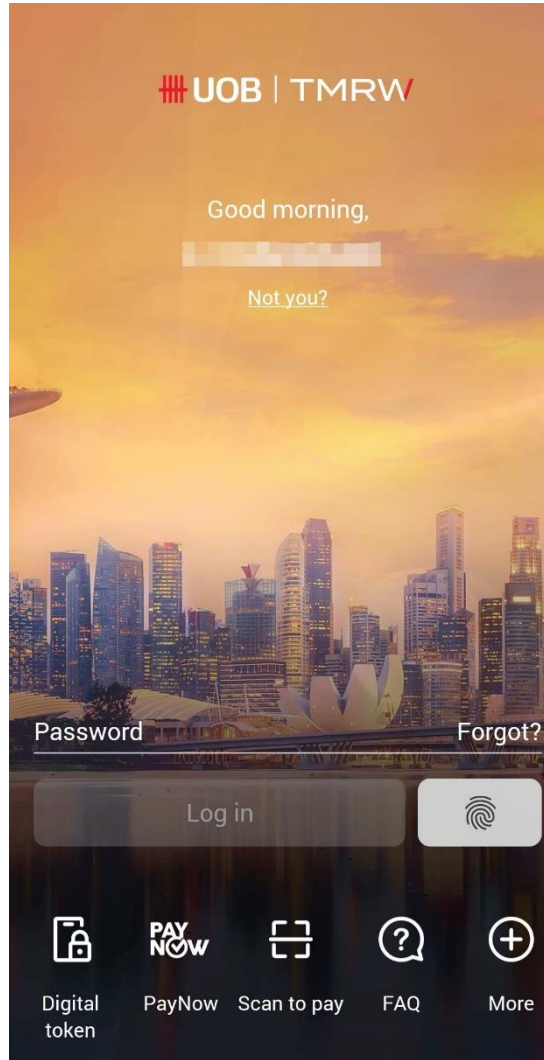 UOB | TMRW
Good morning,
Not you?
Password Forgot?
Log in
Digital token
PAY NOW
PayNow
Scan to pay
?
FAQ
More